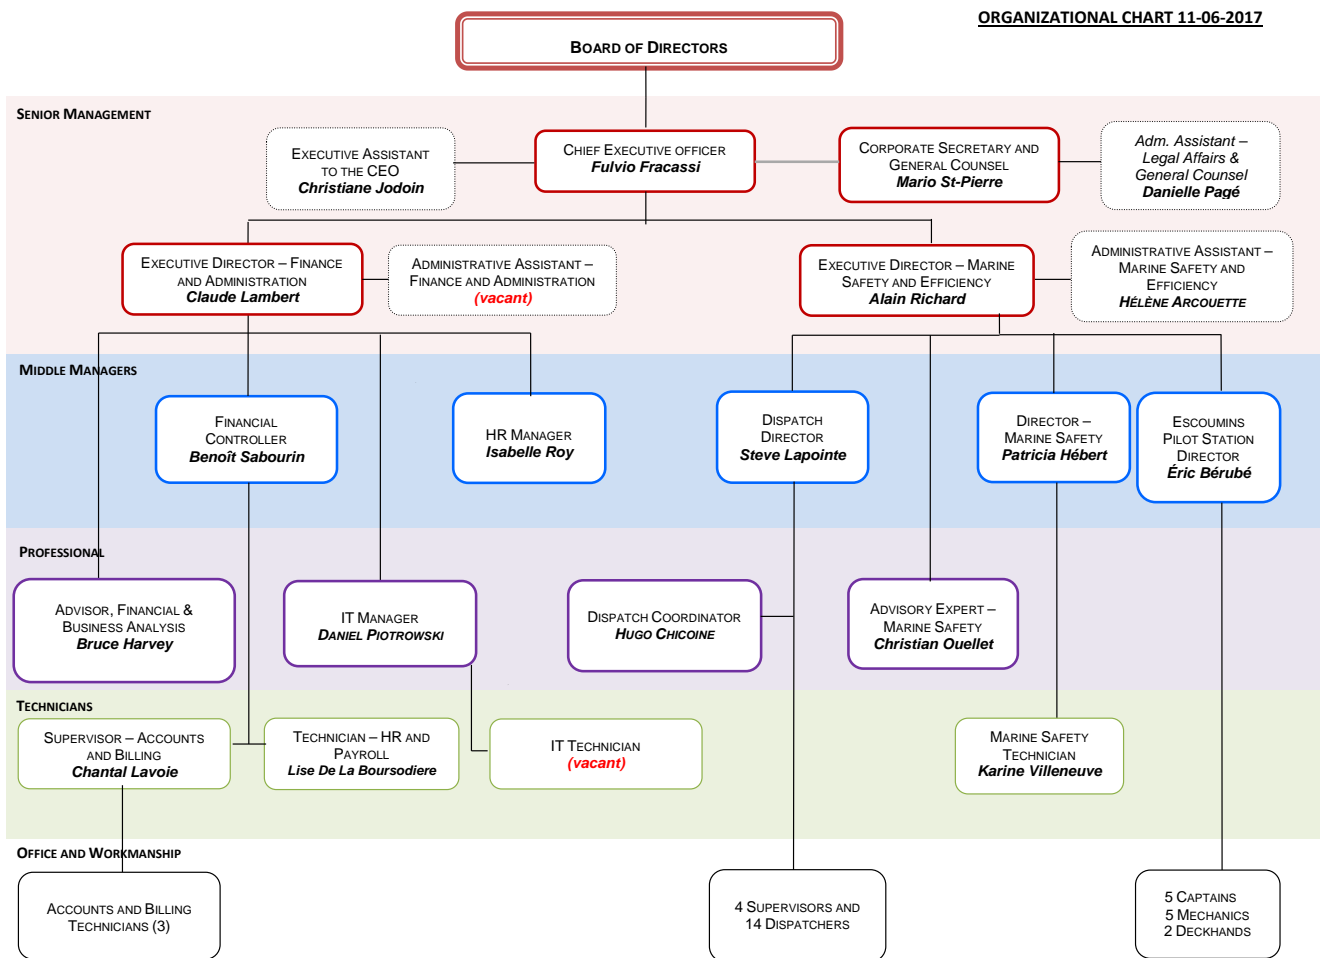 ORGANIZATIONAL CHART 11-06-2017
BOARD OF DIRECTORS
SENIOR MANAGEMENT
EXECUTIVE ASSISTANT
TO THE CEO
Christiane Jodoin
CHIEF EXECUTIVE OFFICER
Fulvio Fracassi
CORPORATE SECRETARY AND
GENERAL COUNSEL
Mario St-Pierre
Adm. Assistant –
Legal Affairs &
General Counsel
Danielle Pagé
EXECUTIVE DIRECTOR – FINANCE
AND ADMINISTRATION
Claude Lambert
ADMINISTRATIVE ASSISTANT –
FINANCE AND ADMINISTRATION
(vacant)
EXECUTIVE DIRECTOR – MARINE
SAFETY AND EFFICIENCY
Alain Richard
ADMINISTRATIVE ASSISTANT –
MARINE SAFETY AND
EFFICIENCY
HÉLÈNE ARCOUETTE
MIDDLE MANAGERS
FINANCIAL
CONTROLLER
Benoît Sabourin
HR MANAGER
Isabelle Roy
DISPATCH
DIRECTOR
Steve Lapointe
DIRECTOR –
MARINE SAFETY
Patricia Hébert
ESCOUMINS
PILOT STATION
DIRECTOR
Éric Bérubé
PROFESSIONAL
ADVISOR, FINANCIAL &
BUSINESS ANALYSIS
Bruce Harvey
IT MANAGER
DANIEL PIOTROWSKI
DISPATCH COORDINATOR
HUGO CHICOINE
ADVISORY EXPERT –
MARINE SAFETY
Christian Ouellet
TECHNICIANS
SUPERVISOR – ACCOUNTS
AND BILLING
Chantal Lavoie
TECHNICIAN – HR AND
PAYROLL
Lise De La Boursodiere
IT TECHNICIAN
(vacant)
MARINE SAFETY
TECHNICIAN
Karine Villeneuve
OFFICE AND WORKMANSHIP
ACCOUNTS AND BILLING
TECHNICIANS (3)
4 SUPERVISORS AND
14 DISPATCHERS
5 CAPTAINS
5 MECHANICS
2 DECKHANDS